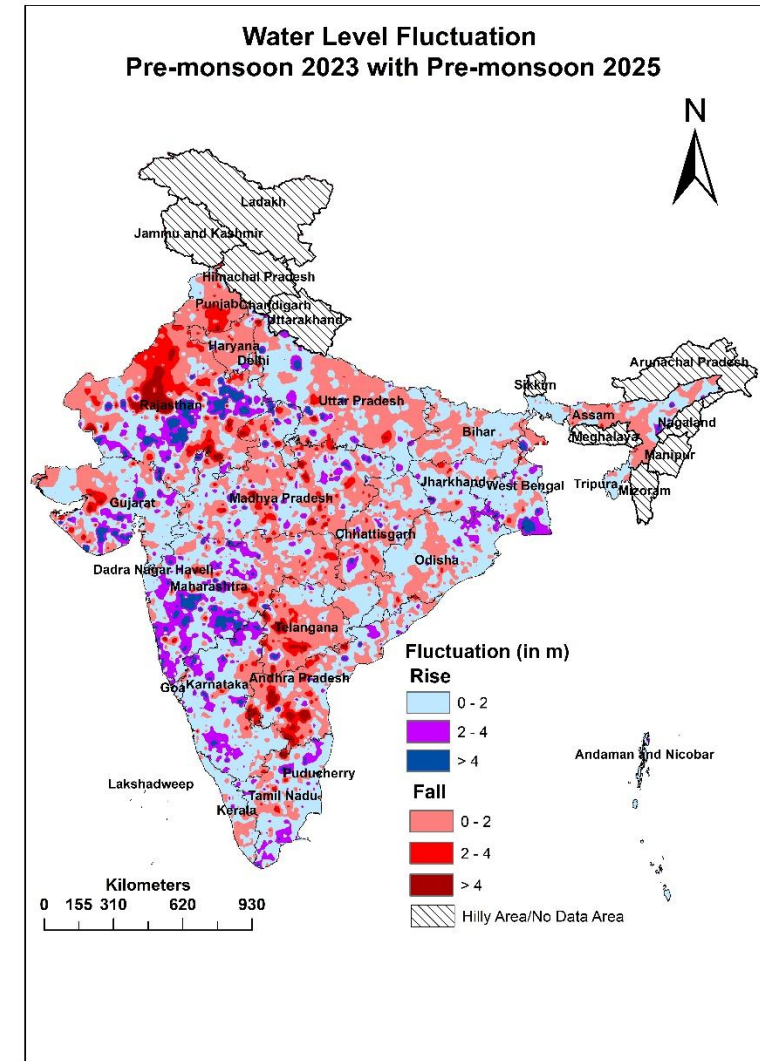 Water Level Fluctuation
Pre-monsoon 2023 with Pre-monsoon 2025
N
Ladakh
Jammu and Kashmir
Himachal Pradesh
Punjab
Chandigarh
Uttarakhand
Haryana
Delhi
Rajasthan
Uttar Pradesh
Sikkim
Arunachal Pradesh
Assam
Nagaland
Meghalaya
Manipur
Bihar
Tripura
Mizoram
Jharkhand
West Bengal
Gujarat
Madhya Pradesh
Chhattisgarh
Odisha
Dadra Nagar Haveli
Maharashtra
Telangana
Goa
Karnataka
Andhra Pradesh
Puducherry
Lakshadweep
Tamil Nadu
Kerala
Andaman and Nicobar
Fluctuation (in m)
Rise
0 - 2
2 - 4
> 4
Fall
0 - 2
2 - 4
> 4
Hilly Area/No Data Area
Kilometers
0 155 310 620 930